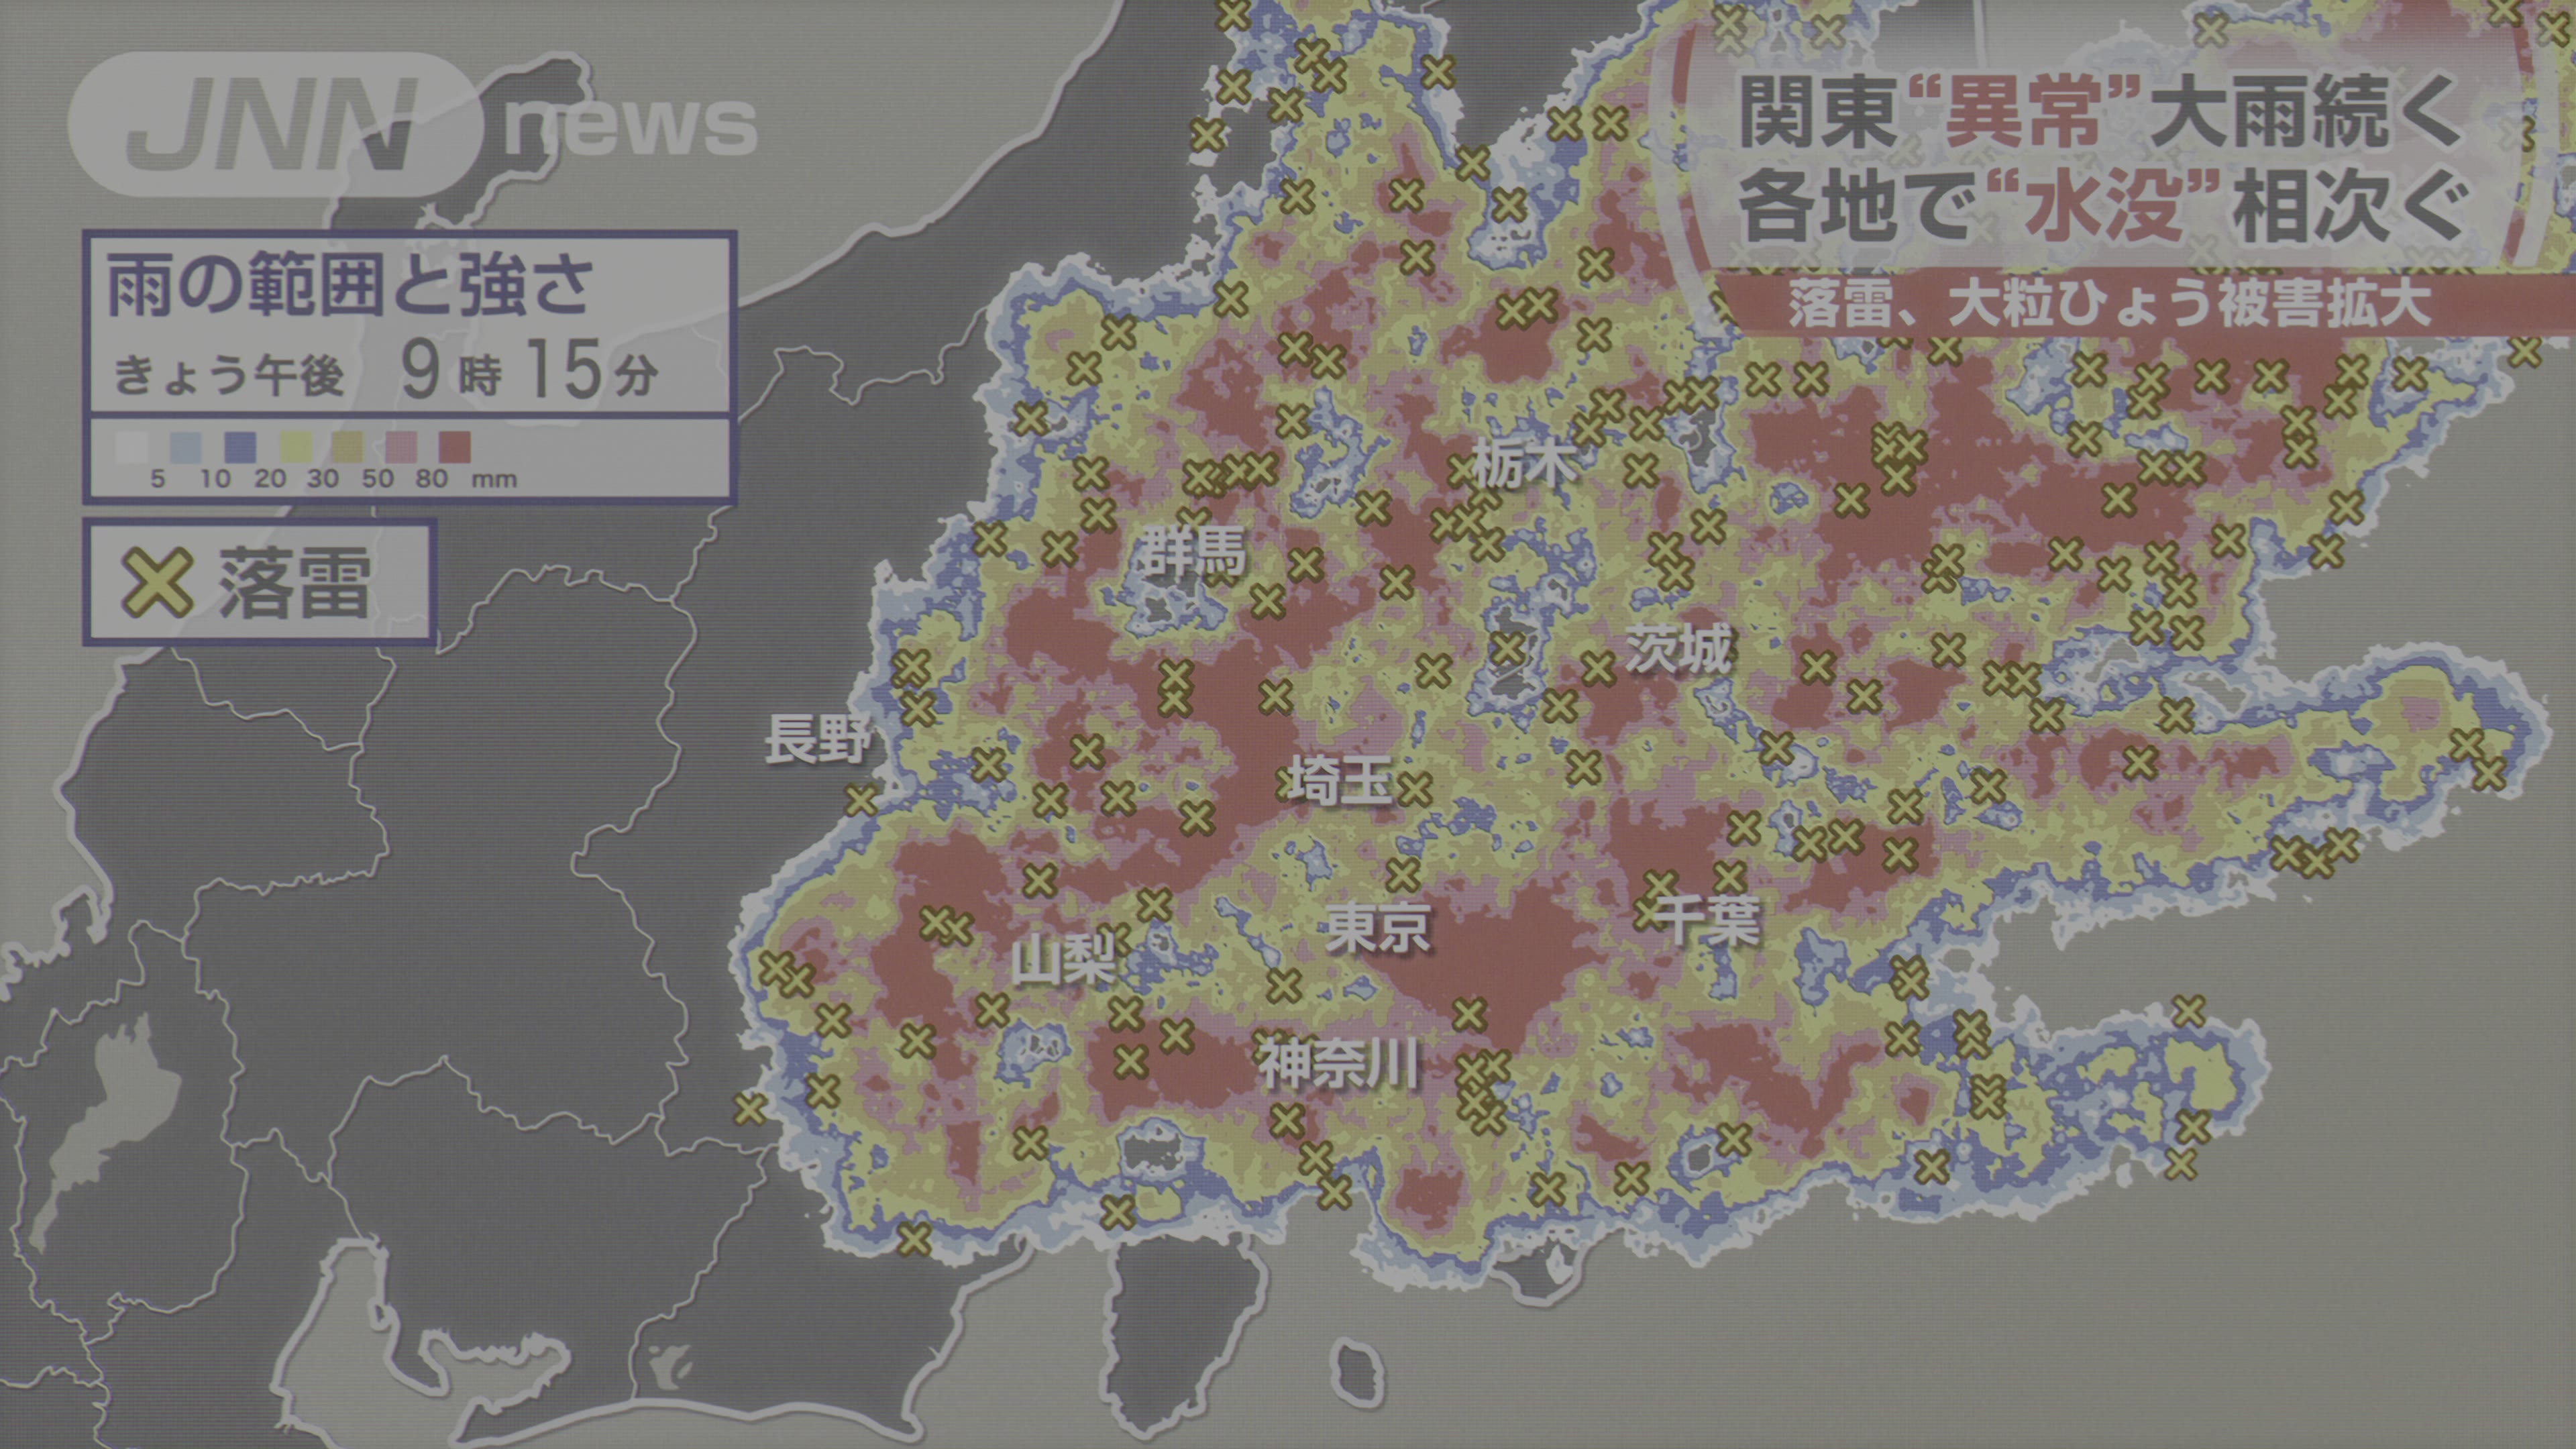 JNN news
関東“異常”大雨続く
各地で“水没”相次ぐ
落雷、大粒ひょう被害拡大
雨の範囲と強さ
きょう午後 9時15分
5 10 20 30 50 80 mm
落雷
栃木
群馬
茨城
長野
埼玉
東京
千葉
山梨
神奈川